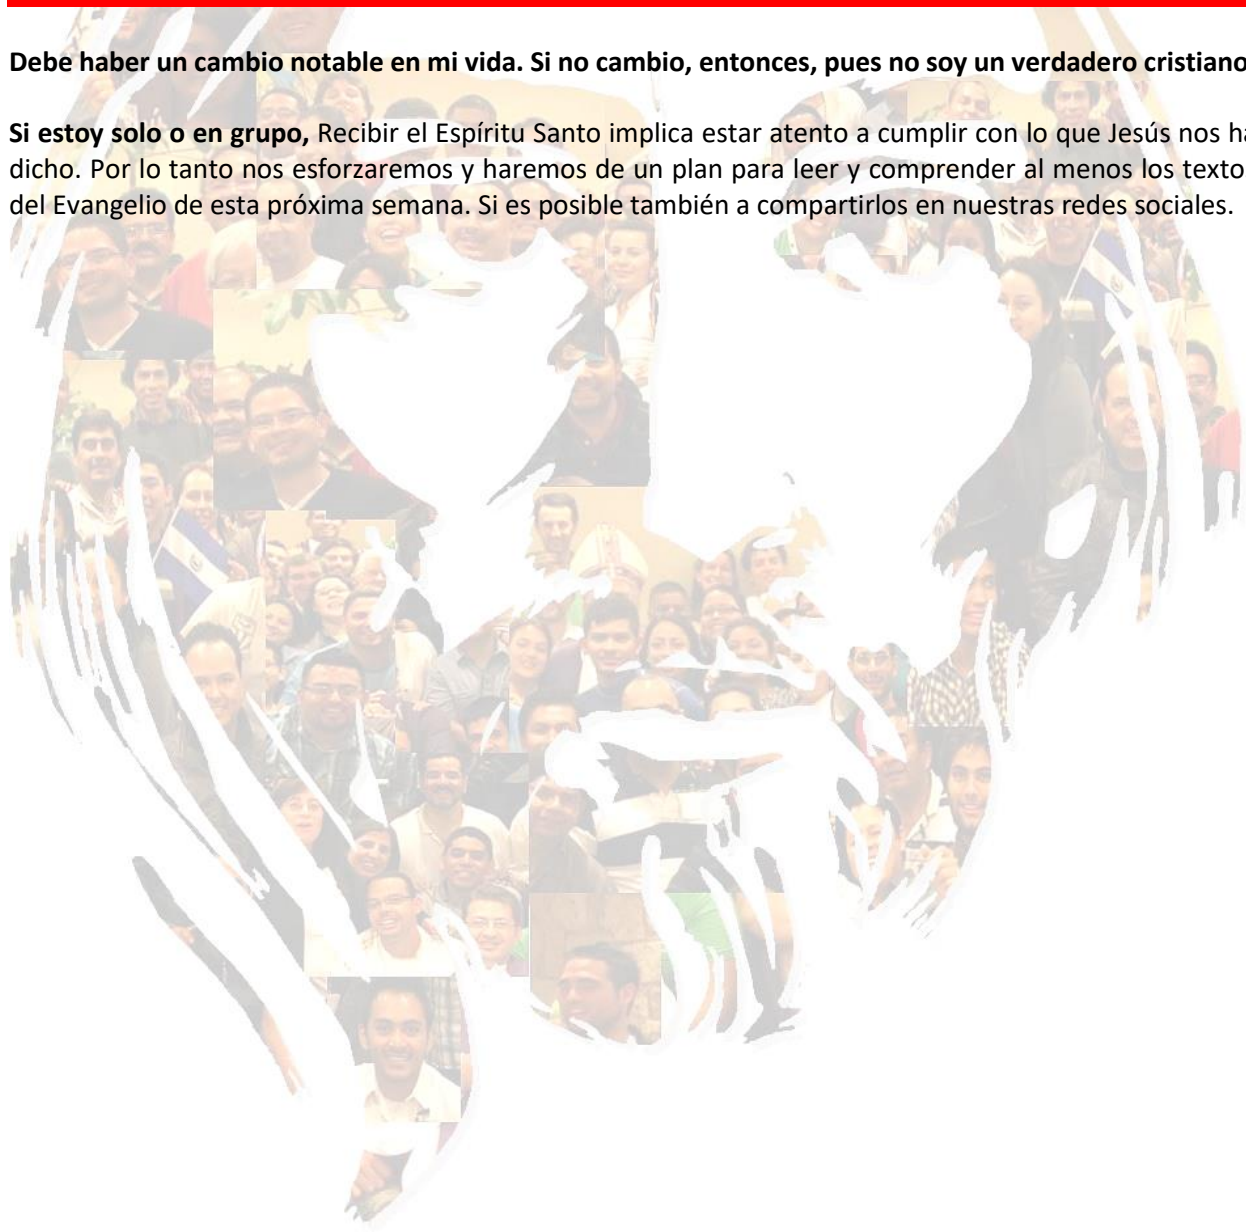 Debe haber un cambio notable en mi vida. Si no cambio, entonces, pues no soy un verdadero cristiano
Si estoy solo o en grupo, Recibir el Espíritu Santo implica estar atento a cumplir con lo que Jesús nos ha
dicho. Por lo tanto nos esforzaremos y haremos de un plan para leer y comprender al menos los texto
del Evangelio de esta próxima semana. Si es posible también a compartirlos en nuestras redes sociales.